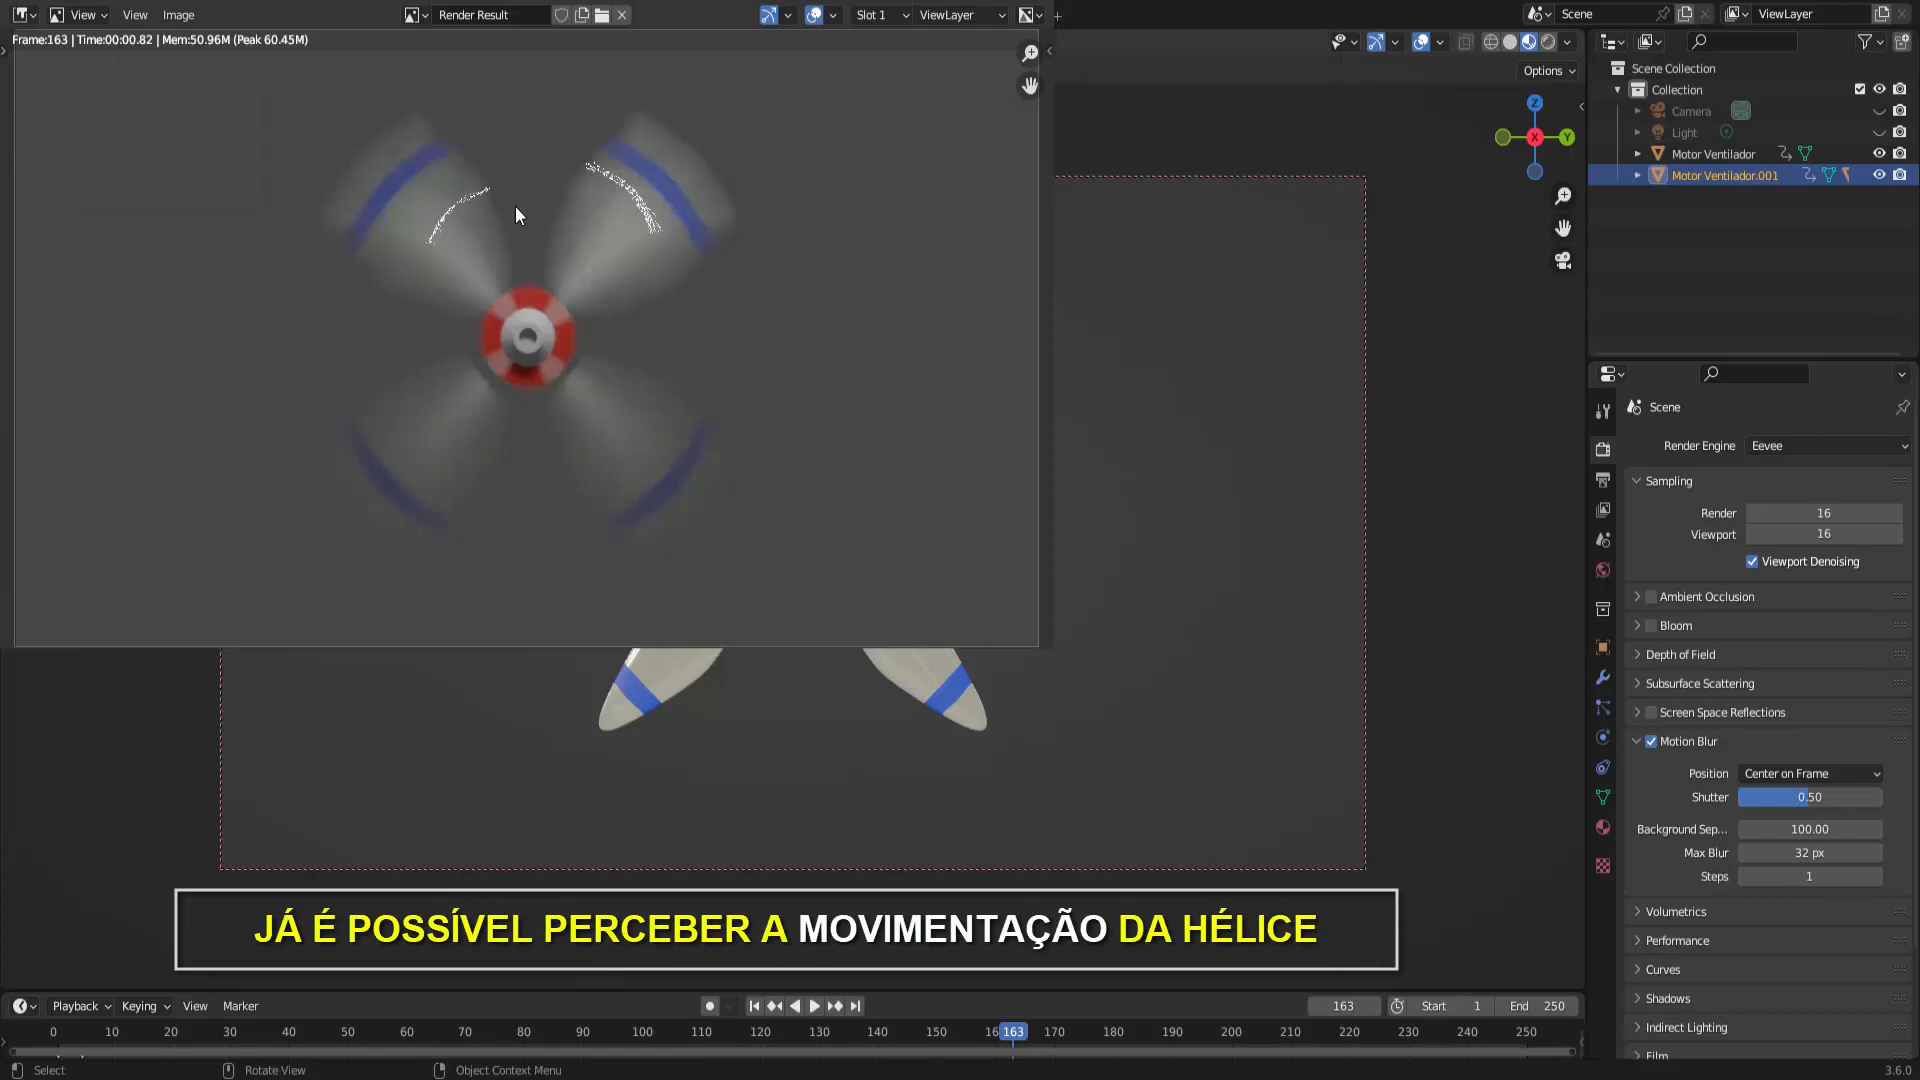 View View Image Render Result Slot 1 ViewLayer Scene ViewLayer
Frame:163 | Time:00:00.82 | Mem:50.96M (Peak 60.45M)
Options
Z
X Y
Scene Collection
Collection
Camera
Light
Motor Ventilador
Motor Ventilador.001
Scene
Render Engine Eevee
Sampling
Render 16
Viewport 16
Viewport Denoising
Ambient Occlusion
Bloom
Depth of Field
Subsurface Scattering
Screen Space Reflections
Motion Blur
Position Center on Frame
Shutter 0.50
Background Sep... 100.00
Max Blur 32 px
Steps 1
Volumetrics
Performance
Curves
Shadows
Indirect Lighting
Film
JÁ É POSSÍVEL PERCEBER A MOVIMENTAÇÃO DA HÉLICE
Playback Keying View Marker 163 Start 1 End 250
0 10 20 30 40 50 60 70 80 90 100 110 120 130 140 150 16 163 170 180 190 200 210 220 230 240 250
Select Rotate View Object Context Menu 3.6.0